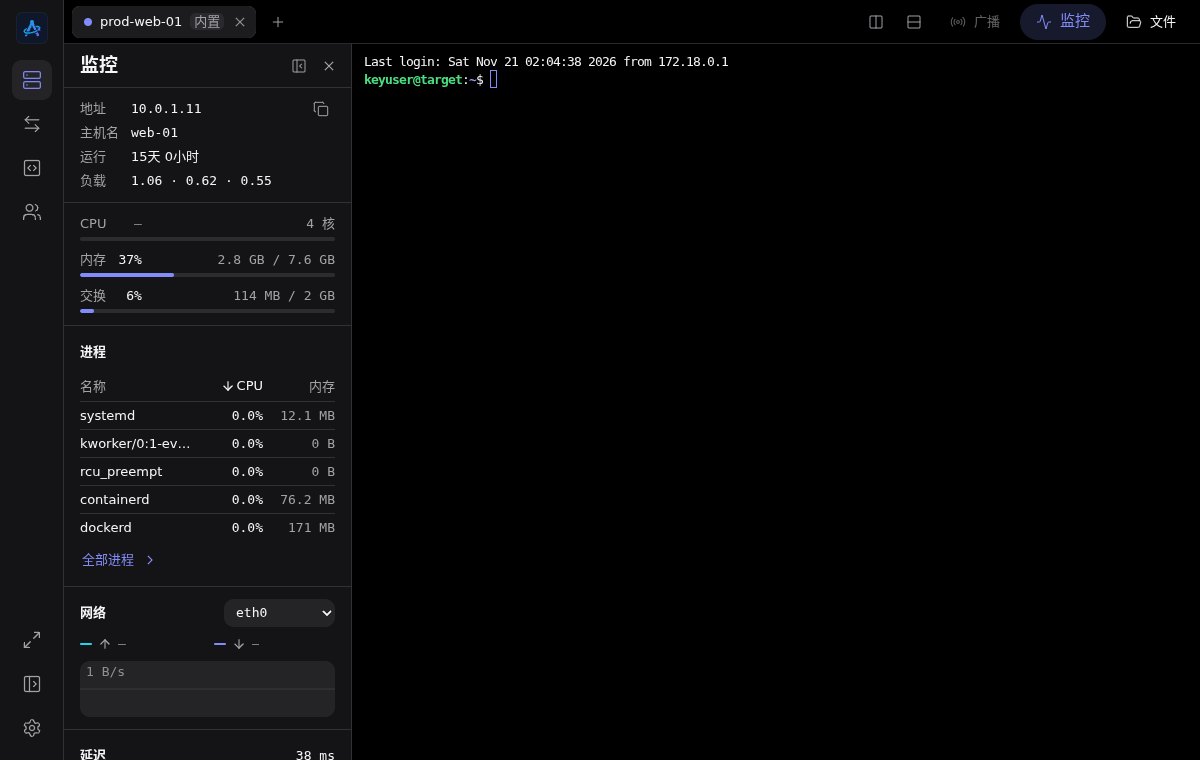 prod-web-01 内置
广播 监控 文件
监控
地址 10.0.1.11
主机名 web-01
运行 15天 0小时
负载 1.06 · 0.62 · 0.55
CPU — 4 核
内存 37% 2.8 GB / 7.6 GB
交换 6% 114 MB / 2 GB
进程
名称 ↓ CPU 内存
systemd 0.0% 12.1 MB
kworker/0:1-ev… 0.0% 0 B
rcu_preempt 0.0% 0 B
containerd 0.0% 76.2 MB
dockerd 0.0% 171 MB
全部进程
网络 eth0
↑ — ↓ —
1 B/s
延迟 38 ms
Last login: Sat Nov 21 02:04:38 2026 from 172.18.0.1
keyuser@target:~$